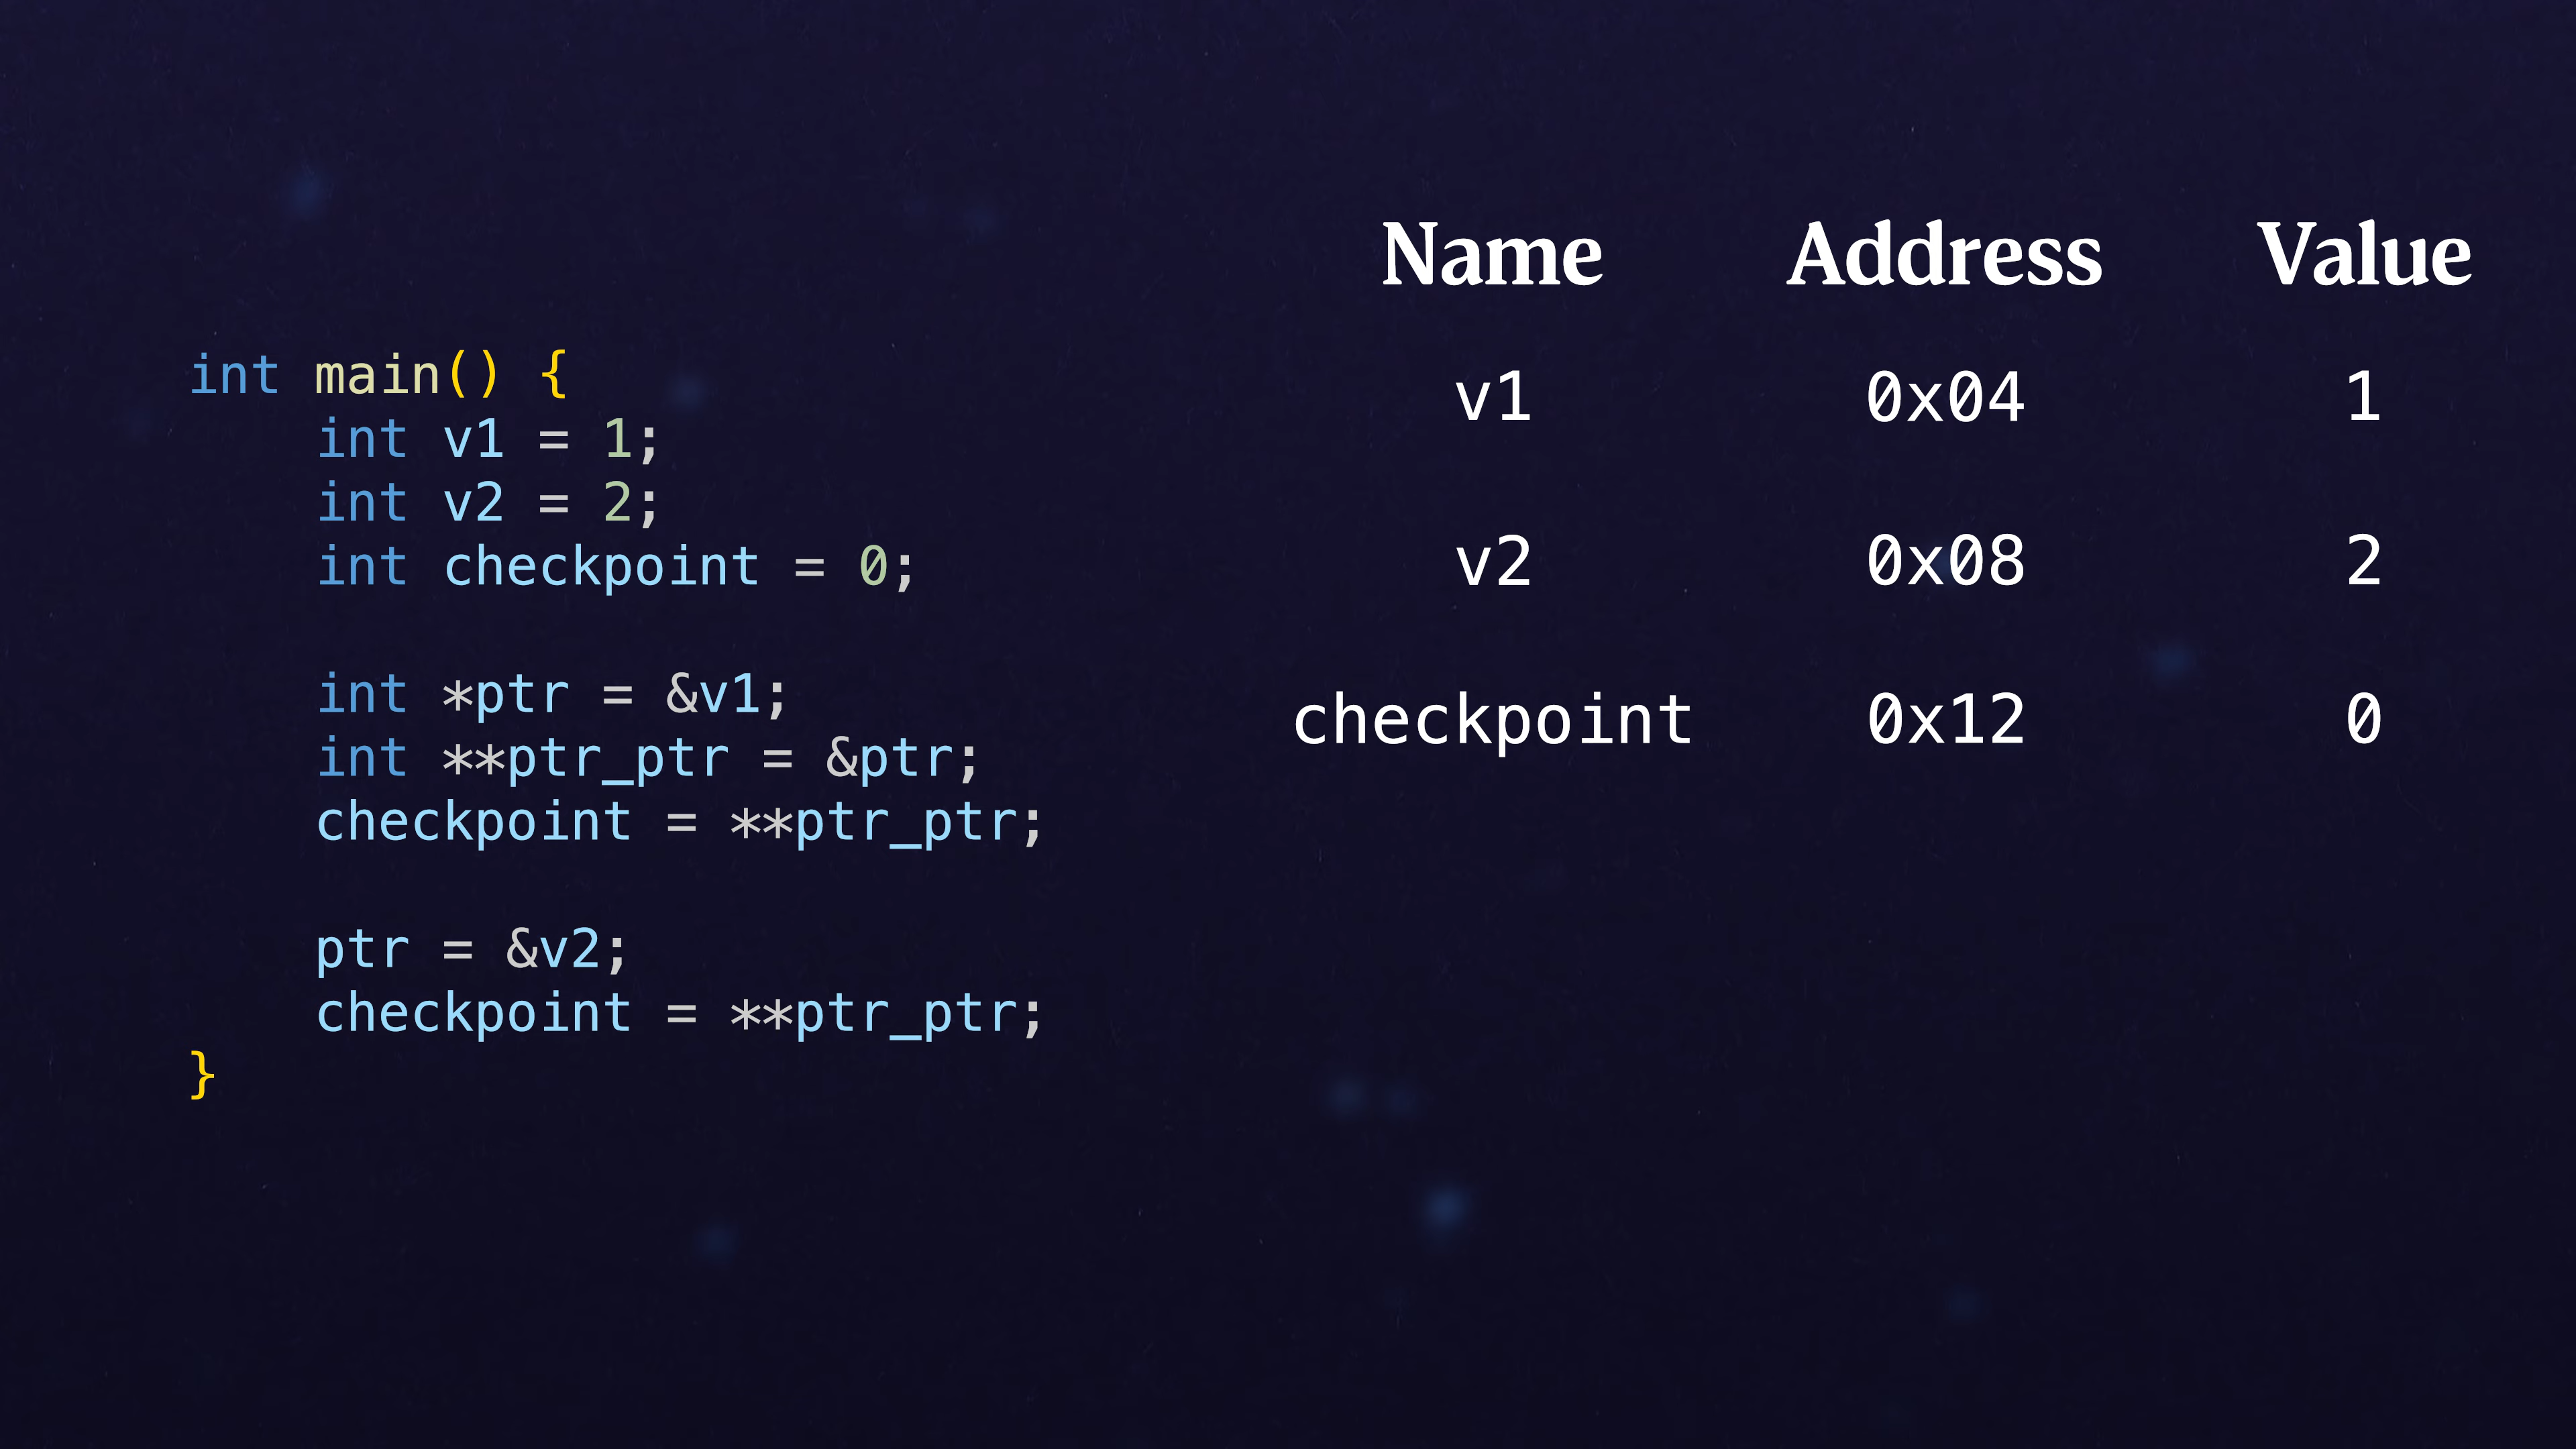 int main() {
    int v1 = 1;
    int v2 = 2;
    int checkpoint = 0;

    int *ptr = &v1;
    int **ptr_ptr = &ptr;
    checkpoint = **ptr_ptr;

    ptr = &v2;
    checkpoint = **ptr_ptr;
}
Name Address Value
v1 0x04 1
v2 0x08 2
checkpoint 0x12 0